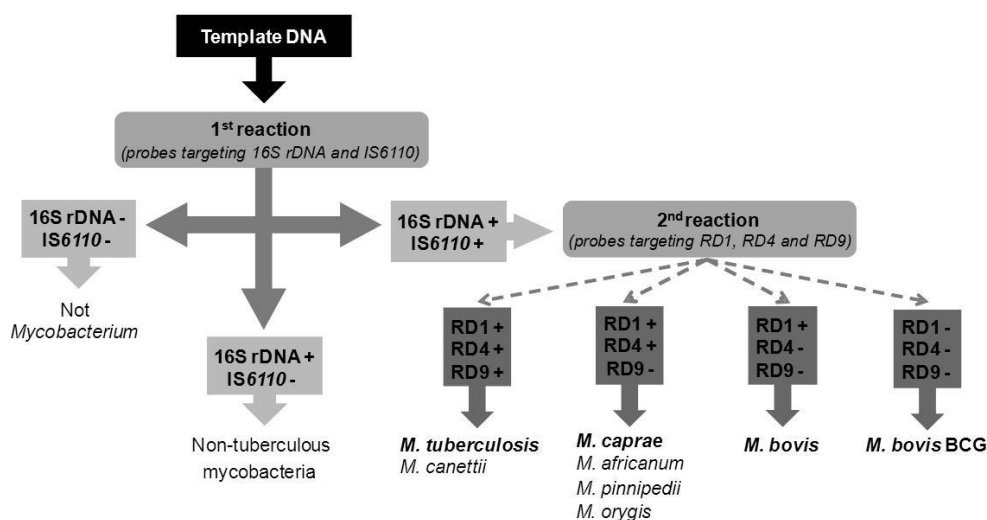 Template DNA
1st reaction
(probes targeting 16S rDNA and IS6110)
16S rDNA -
IS6110 -
16S rDNA +
IS6110 +
2nd reaction
(probes targeting RD1, RD4 and RD9)
Not
Mycobacterium
16S rDNA +
IS6110 -
Non-tuberculous
mycobacteria
RD1 +
RD4 +
RD9 +
RD1 +
RD4 +
RD9 -
RD1 +
RD4 -
RD9 -
RD1 -
RD4 -
RD9 -
M. tuberculosis
M. canettii
M. caprae
M. africanum
M. pinnipedii
M. orygis
M. bovis
M. bovis BCG